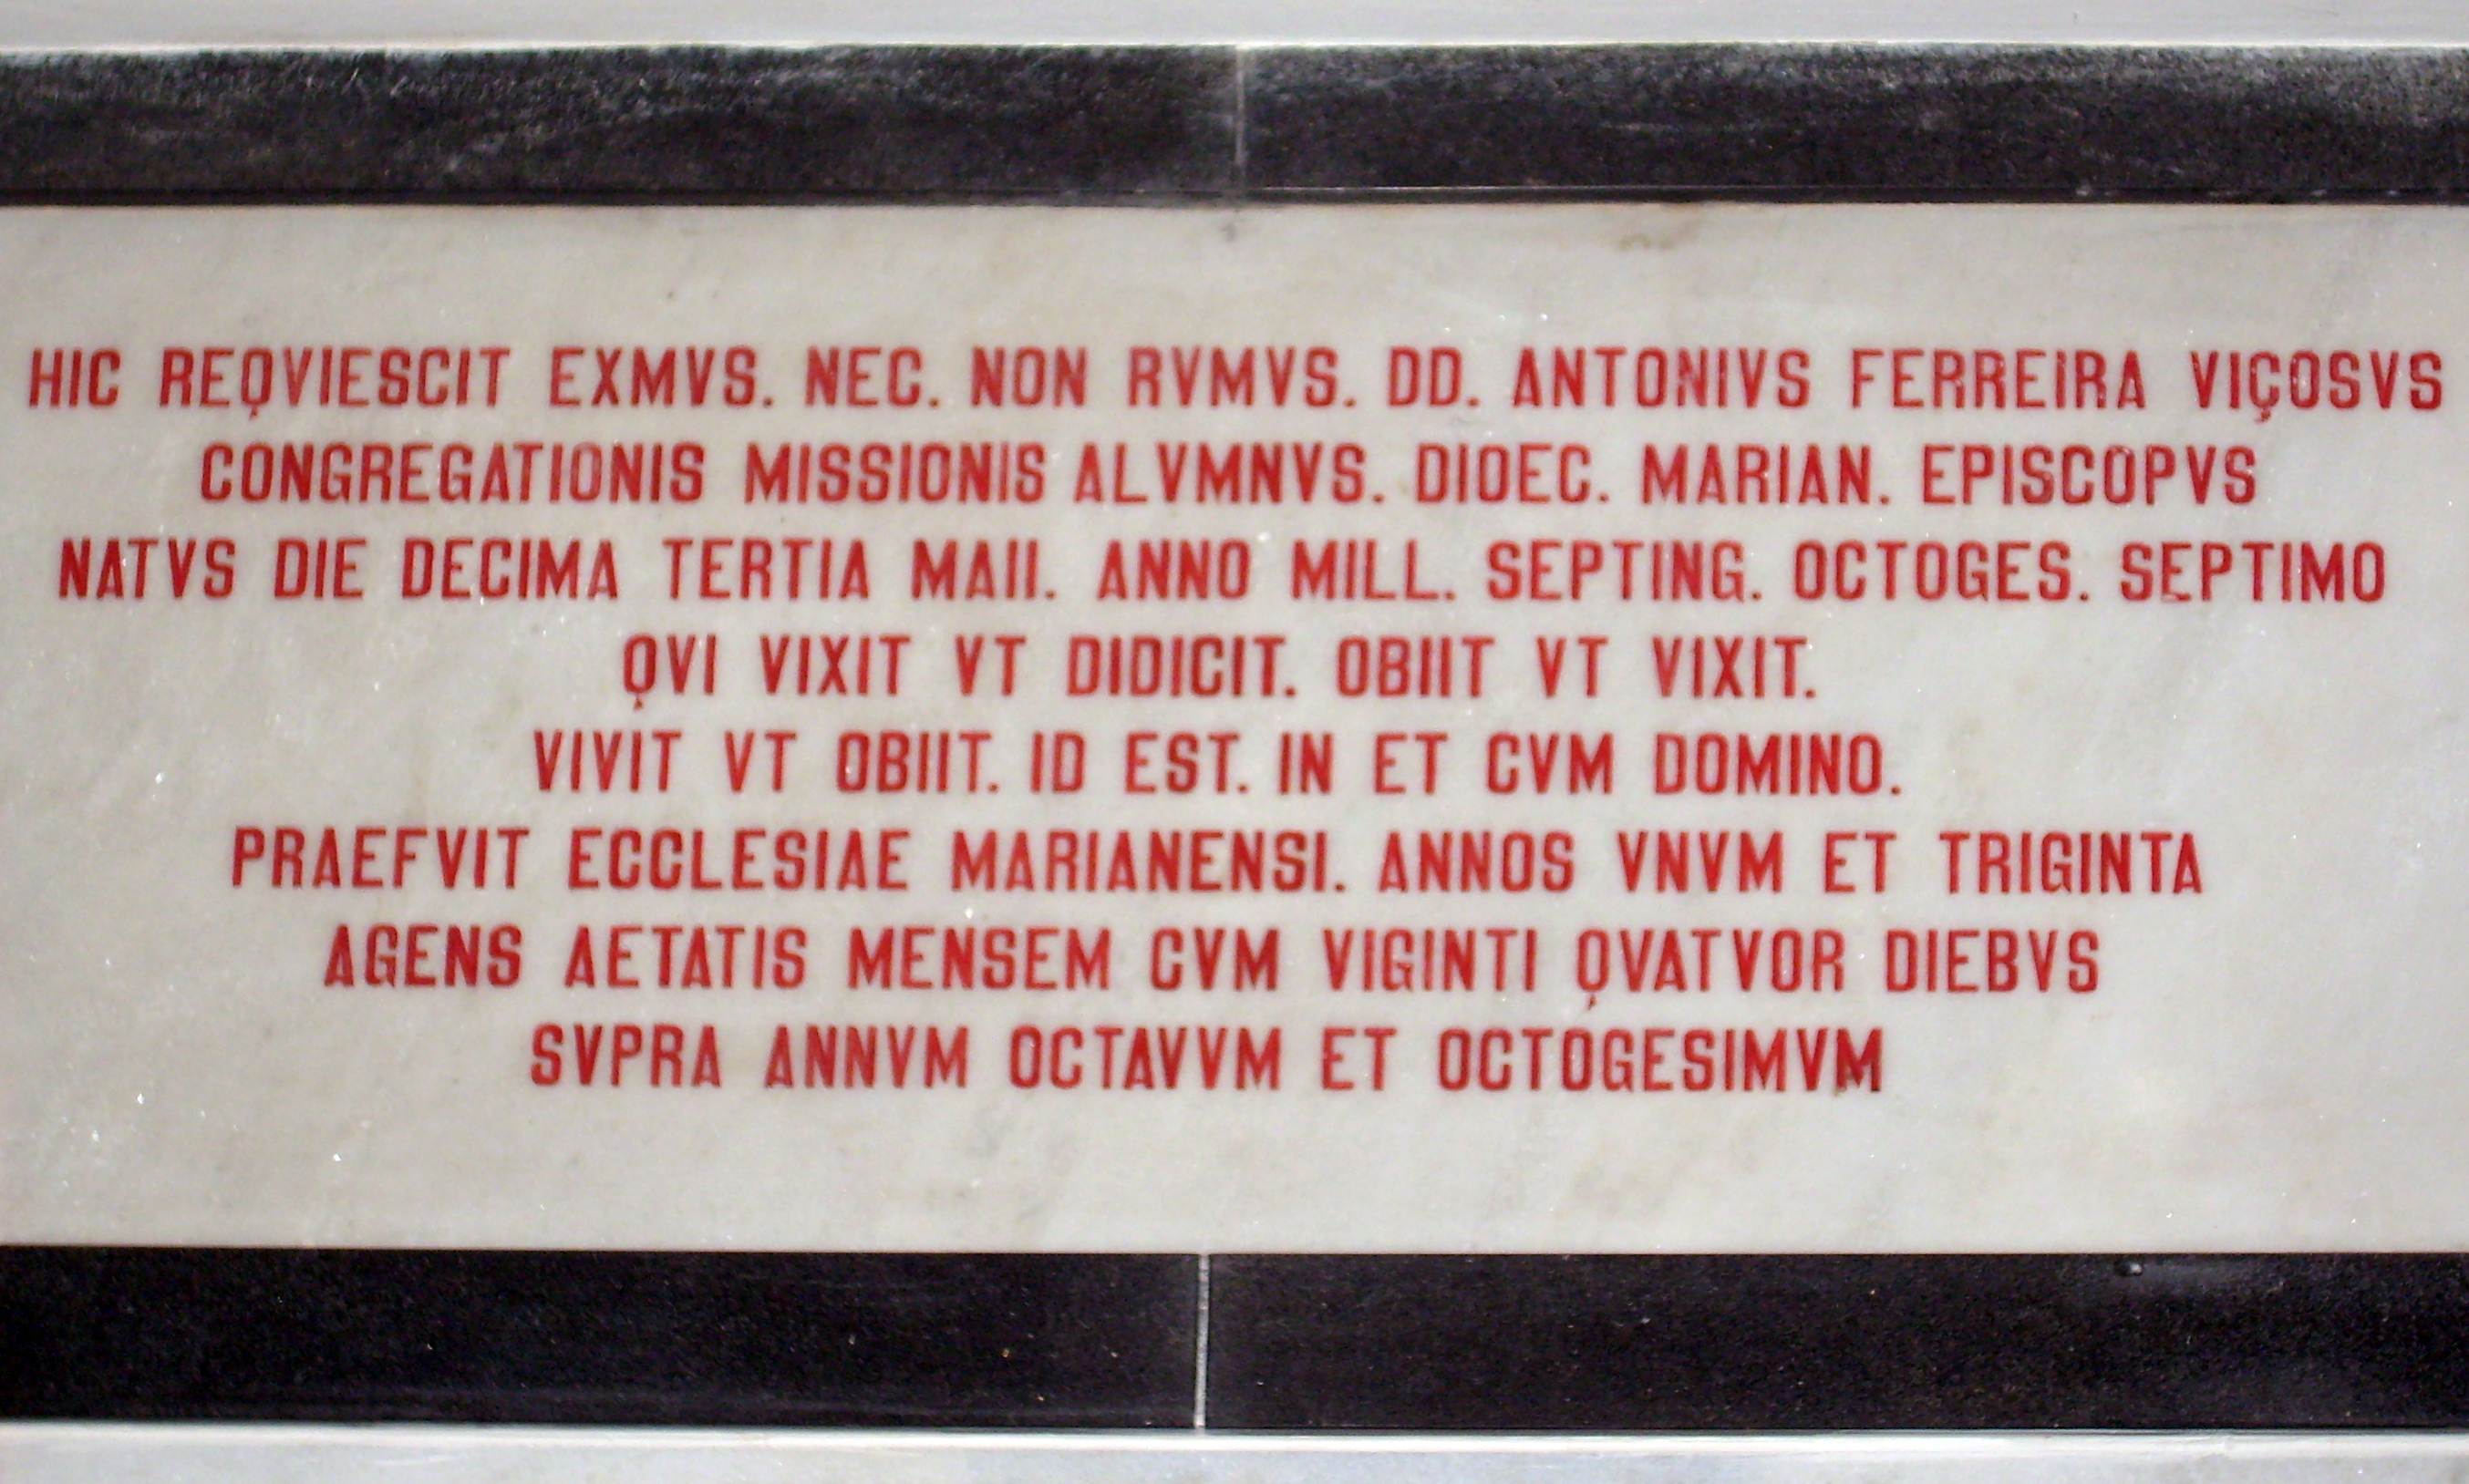 HIC REQVIESCIT EXMVS. NEC. NON RVMVS. DD. ANTONIVS FERREIRA VIÇOSVS
CONGREGATIONIS MISSIONIS ALVMNVS. DIOEC. MARIAN. EPISCOPVS
NATVS DIE DECIMA TERTIA MAII. ANNO MILL. SEPTING. OCTOGES. SEPTIMO
QVI VIXIT VT DIDICIT. OBIIT VT VIXIT.
VIVIT VT OBIIT. ID EST. IN ET CVM DOMINO.
PRAEFVIT ECCLESIAE MARIANENSI. ANNOS VNVM ET TRIGINTA
AGENS AETATIS MENSEM CVM VIGINTI QVATVOR DIEBVS
SVPRA ANNVM OCTAVVM ET OCTOGESIMVM